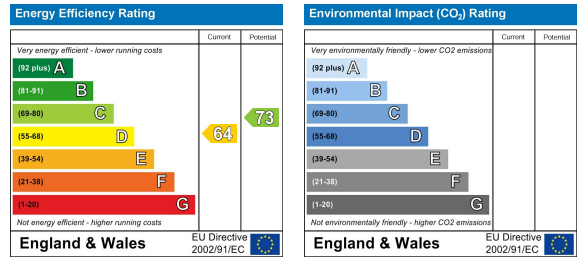 Energy Efficiency Rating
Current Potential
Very energy efficient - lower running costs
(92 plus) A
(81-91) B
(69-80) C
(55-68) D
(39-54) E
(21-38) F
(1-20) G
64
73
Not energy efficient - higher running costs
England & Wales
EU Directive
2002/91/EC
Environmental Impact (CO₂) Rating
Current Potential
Very environmentally friendly - lower CO2 emissions
(92 plus) A
(81-91) B
(69-80) C
(55-68) D
(39-54) E
(21-38) F
(1-20) G
Not environmentally friendly - higher CO2 emissions
England & Wales
EU Directive
2002/91/EC